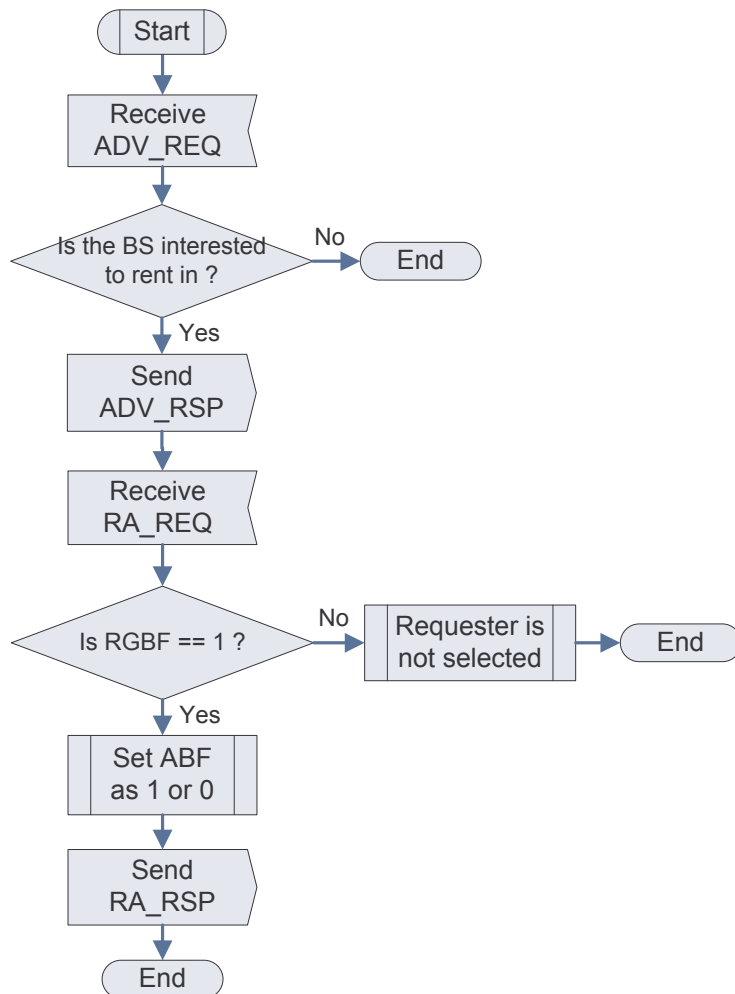 Start
Receive
ADV_REQ
Is the BS interested
to rent in ?
No
End
Yes
Send
ADV_RSP
Receive
RA_REQ
Is RGBF == 1 ?
No
Requester is
not selected
End
Yes
Set ABF
as 1 or 0
Send
RA_RSP
End